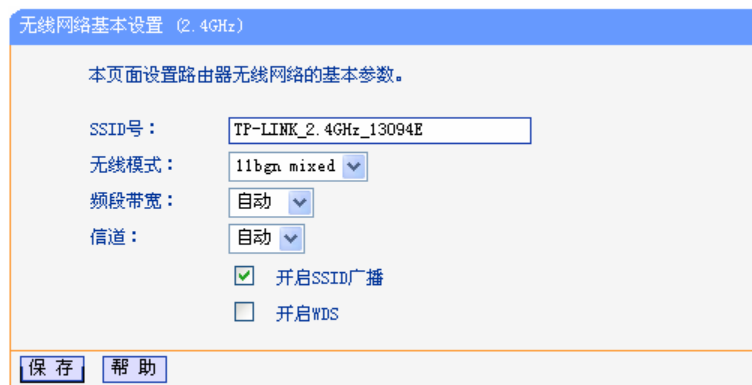 无线网络基本设置 (2.4GHz)
本页面设置路由器无线网络的基本参数。
SSID号： TP-LINK_2.4GHz_13094E
无线模式： 11bgn mixed
频段带宽： 自动
信道： 自动
开启SSID广播
开启WDS
保 存 帮 助